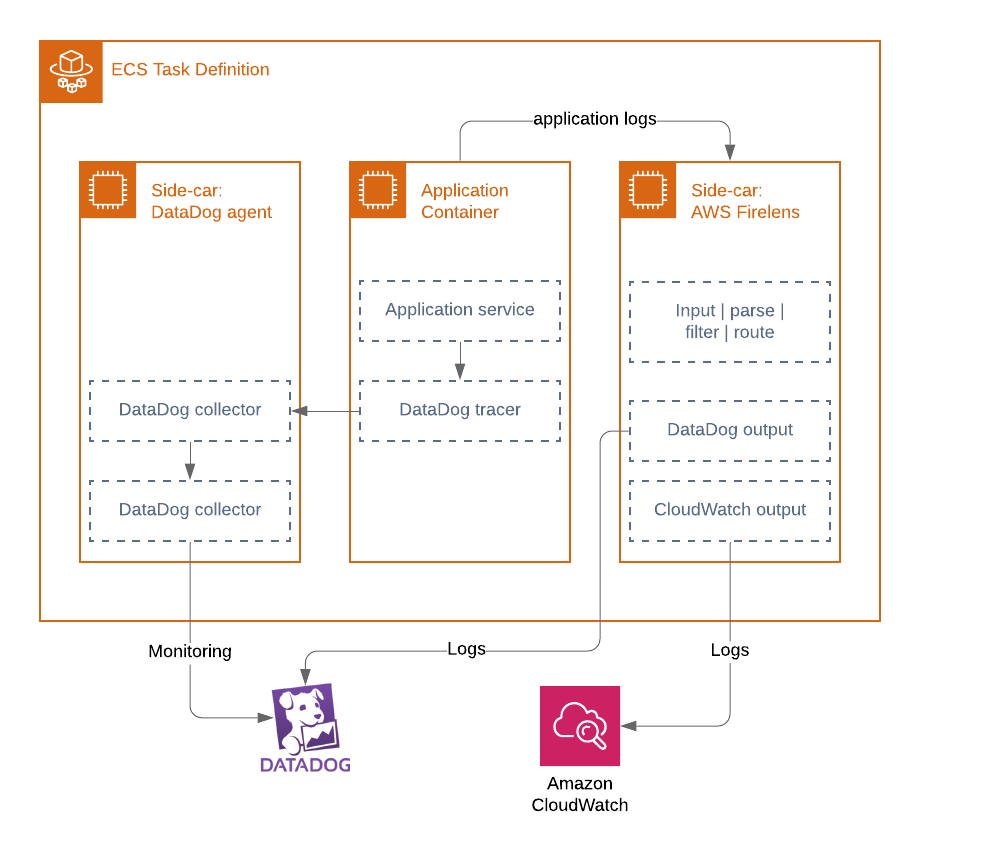 ECS Task Definition
application logs
Side-car:
DataDog agent
Application
Container
Side-car:
AWS Firelens
Application service
Input | parse |
filter | route
DataDog collector
DataDog tracer
DataDog output
DataDog collector
CloudWatch output
Monitoring
Logs
Logs
DATADOG
Amazon
CloudWatch